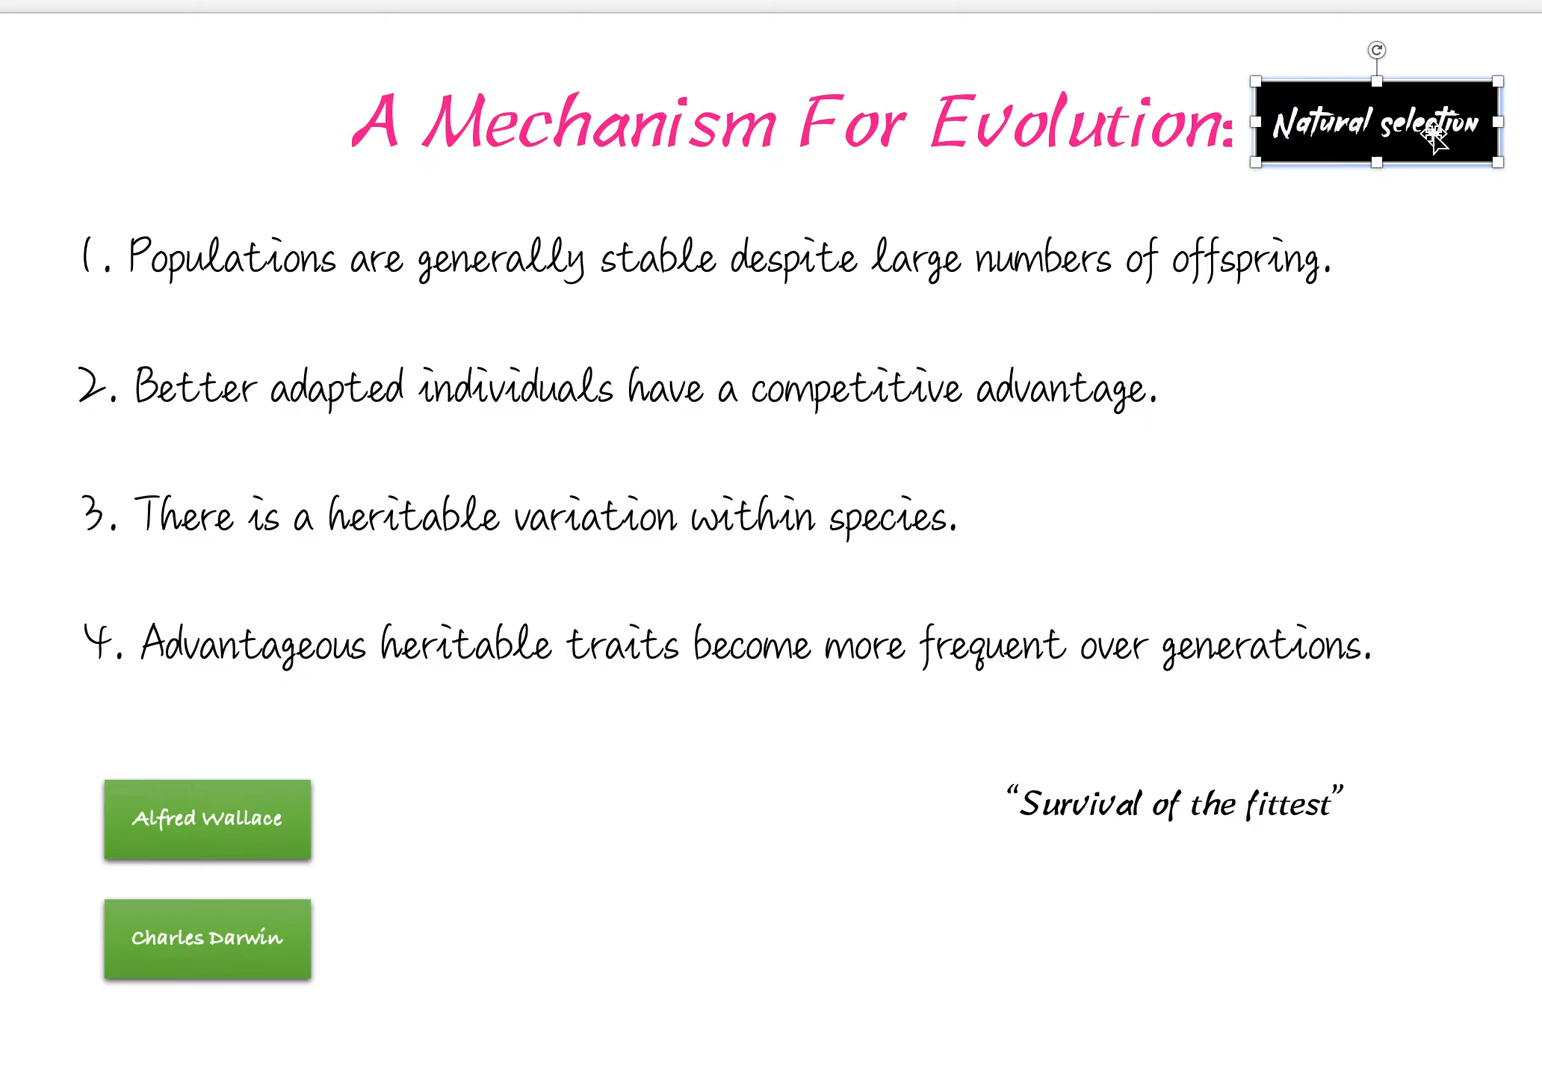 A Mechanism For Evolution: Natural selection
1. Populations are generally stable despite large numbers of offspring.
2. Better adapted individuals have a competitive advantage.
3. There is a heritable variation within species.
4. Advantageous heritable traits become more frequent over generations.
Alfred Wallace
“Survival of the fittest”
Charles Darwin